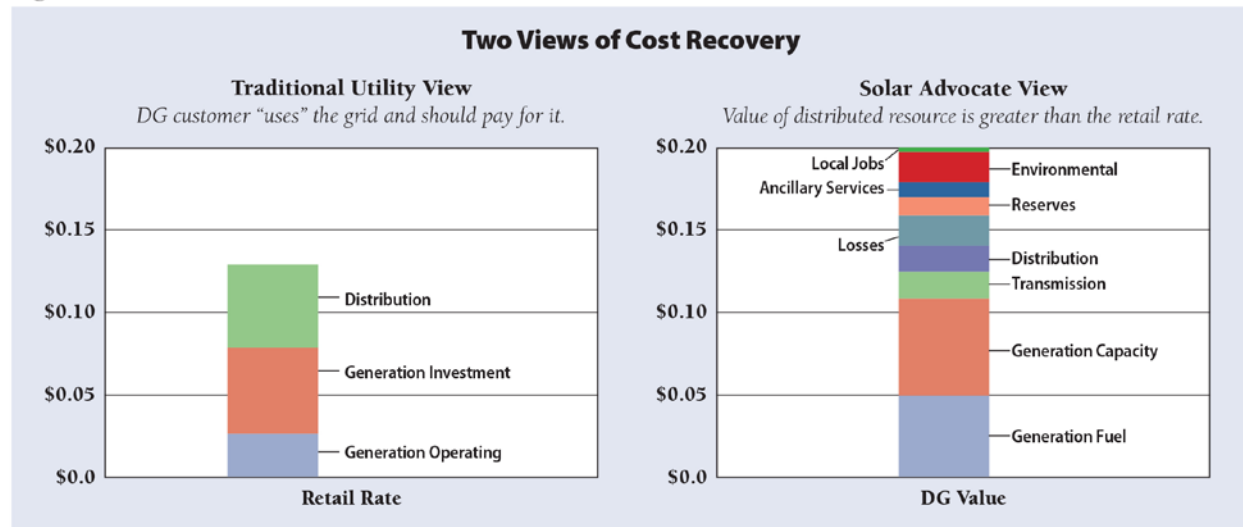 Two Views of Cost Recovery
Traditional Utility View
DG customer “uses” the grid and should pay for it.
$0.20
$0.15
$0.10
$0.05
$0.0
Distribution
Generation Investment
Generation Operating
Retail Rate
Solar Advocate View
Value of distributed resource is greater than the retail rate.
$0.20
$0.15
$0.10
$0.05
$0.0
Local Jobs
Environmental
Ancillary Services
Reserves
Losses
Distribution
Transmission
Generation Capacity
Generation Fuel
DG Value